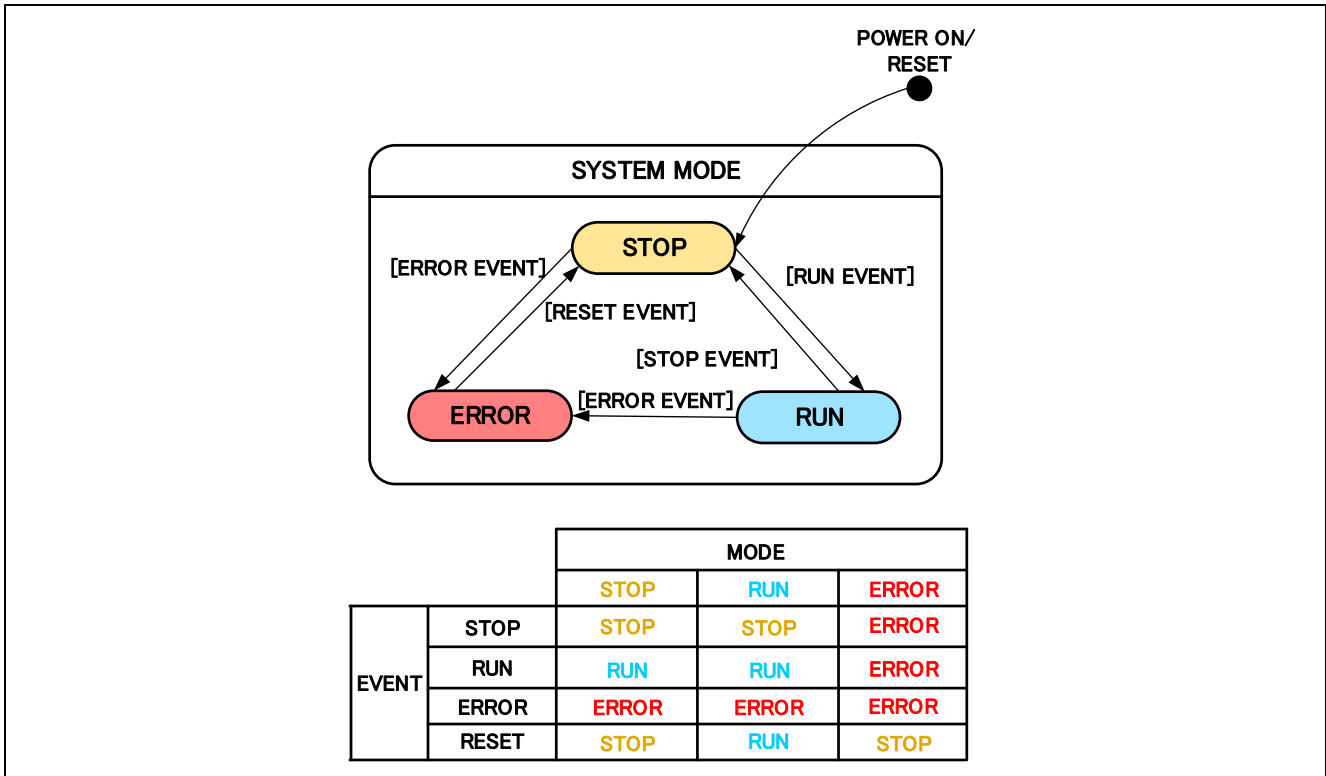 POWER ON/
RESET
SYSTEM MODE
STOP
[ERROR EVENT]
[RUN EVENT]
[RESET EVENT]
[STOP EVENT]
[ERROR EVENT]
ERROR
RUN
MODE
STOP RUN ERROR
EVENT
STOP STOP STOP ERROR
RUN RUN RUN ERROR
ERROR ERROR ERROR ERROR
RESET STOP RUN STOP